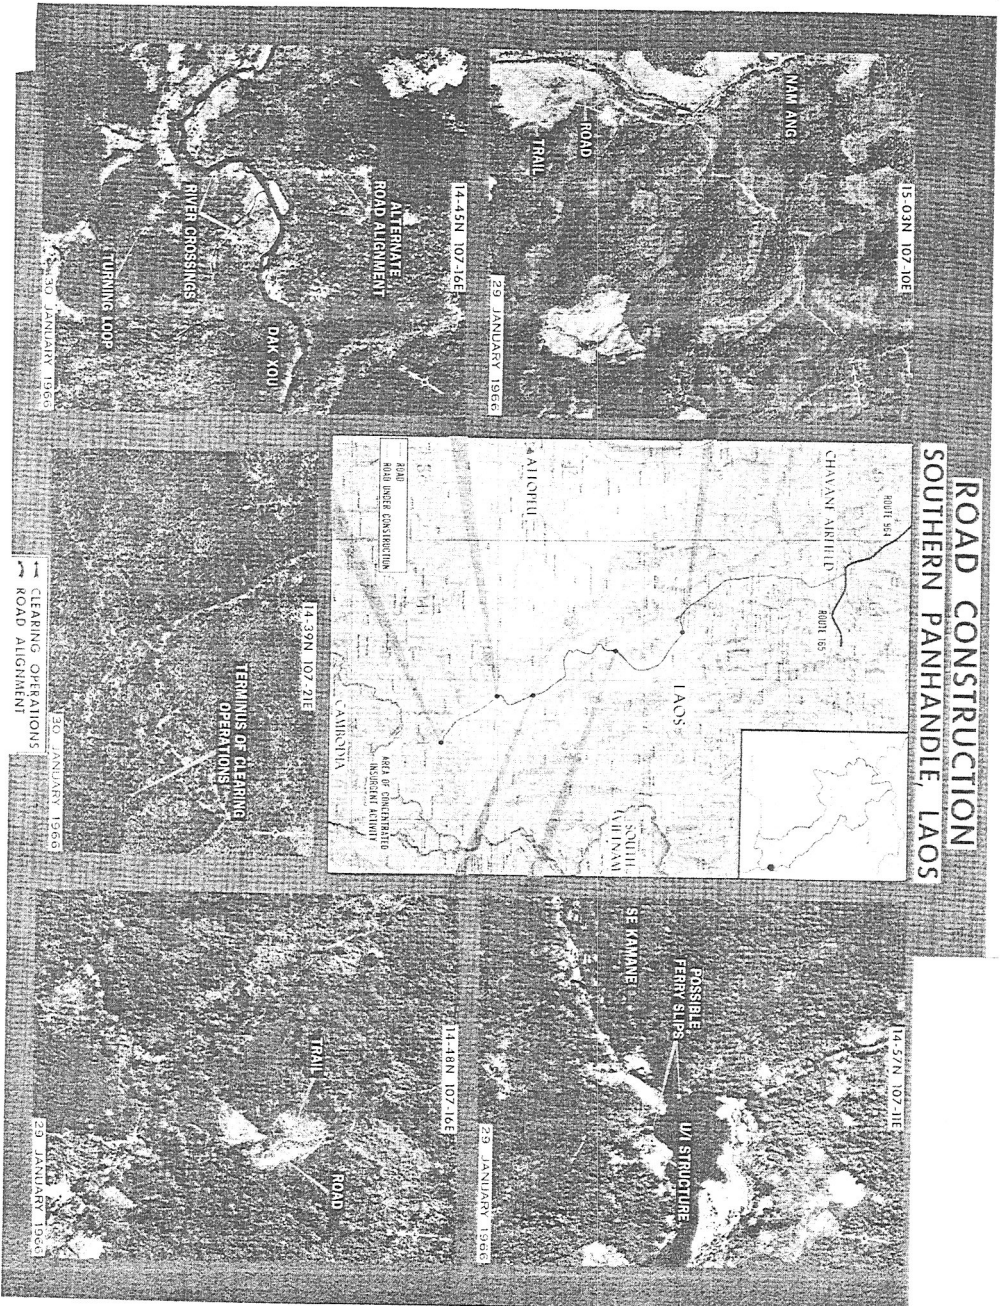 ROAD CONSTRUCTION
SOUTHERN PANHANDLE, LAOS
15-03N 107-10E
NAM ANG
ROAD
TRAIL
29 JANUARY 1966
ROUTE 964
CHAVANE AIRFIELD
ROUTE 165
LAOS
ATTOPEU
SOUTH
VIETNAM
CAMBODIA
AREA OF CONCENTRATED
INSURGENT ACTIVITY
ROAD
ROAD UNDER CONSTRUCTION
14-57N 107-11E
POSSIBLE
FERRY SLIPS
U/I STRUCTURE
SE KAMANE
29 JANUARY 1966
14-45N 107-16E
ALTERNATE
ROAD ALIGNMENT
DAK XOU
RIVER CROSSINGS
TURNING LOOP
30 JANUARY 1966
14-39N 107-21E
TERMINUS OF CLEARING
OPERATIONS
30 JANUARY 1966
14-48N 107-16E
TRAIL
ROAD
29 JANUARY 1966
CLEARING OPERATIONS
ROAD ALIGNMENT